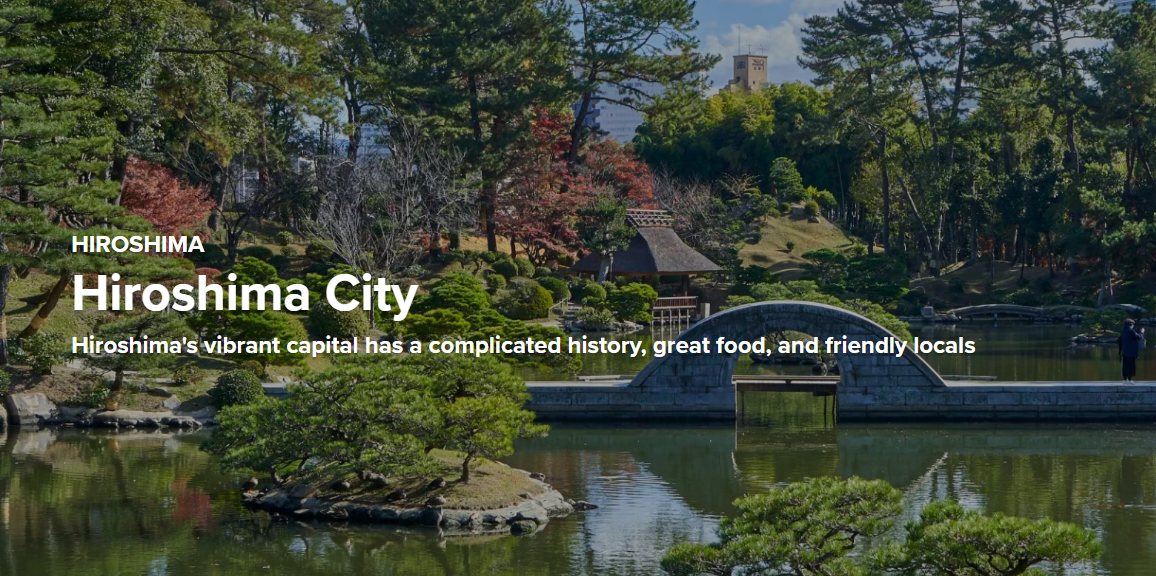 HIROSHIMA
Hiroshima City
Hiroshima's vibrant capital has a complicated history, great food, and friendly locals